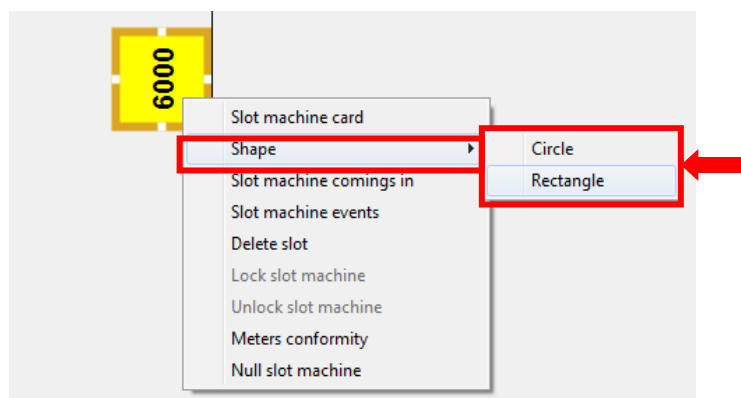 6000
Slot machine card
Shape
Circle
Rectangle
Slot machine comings in
Slot machine events
Delete slot
Lock slot machine
Unlock slot machine
Meters conformity
Null slot machine